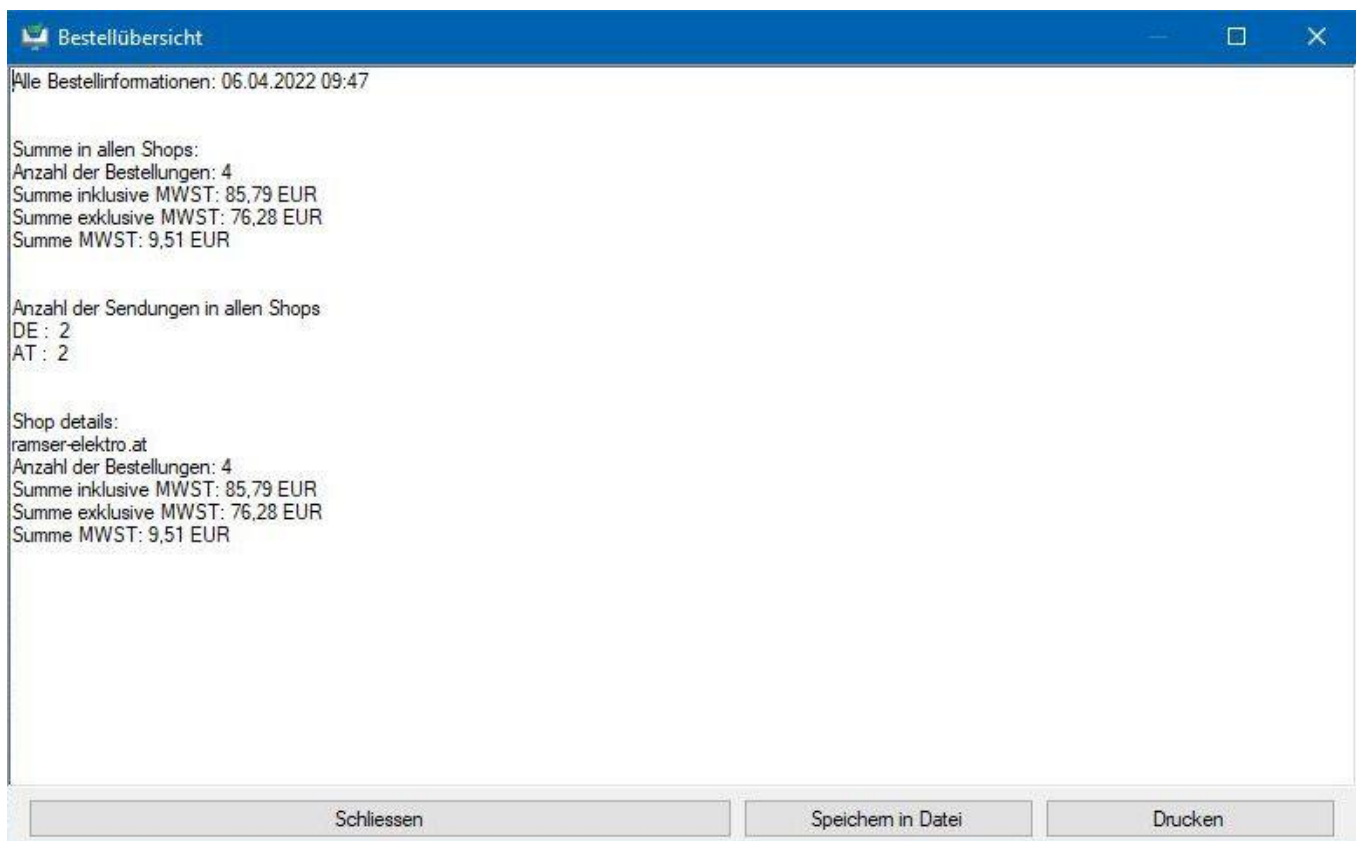 Bestellübersicht
Alle Bestellinformationen: 06.04.2022 09:47
Summe in allen Shops:
Anzahl der Bestellungen: 4
Summe inklusive MWST: 85,79 EUR
Summe exklusive MWST: 76,28 EUR
Summe MWST: 9,51 EUR
Anzahl der Sendungen in allen Shops
DE : 2
AT : 2
Shop details:
ramser-elektro.at
Anzahl der Bestellungen: 4
Summe inklusive MWST: 85,79 EUR
Summe exklusive MWST: 76,28 EUR
Summe MWST: 9,51 EUR
Schliessen
Speichern in Datei
Drucken